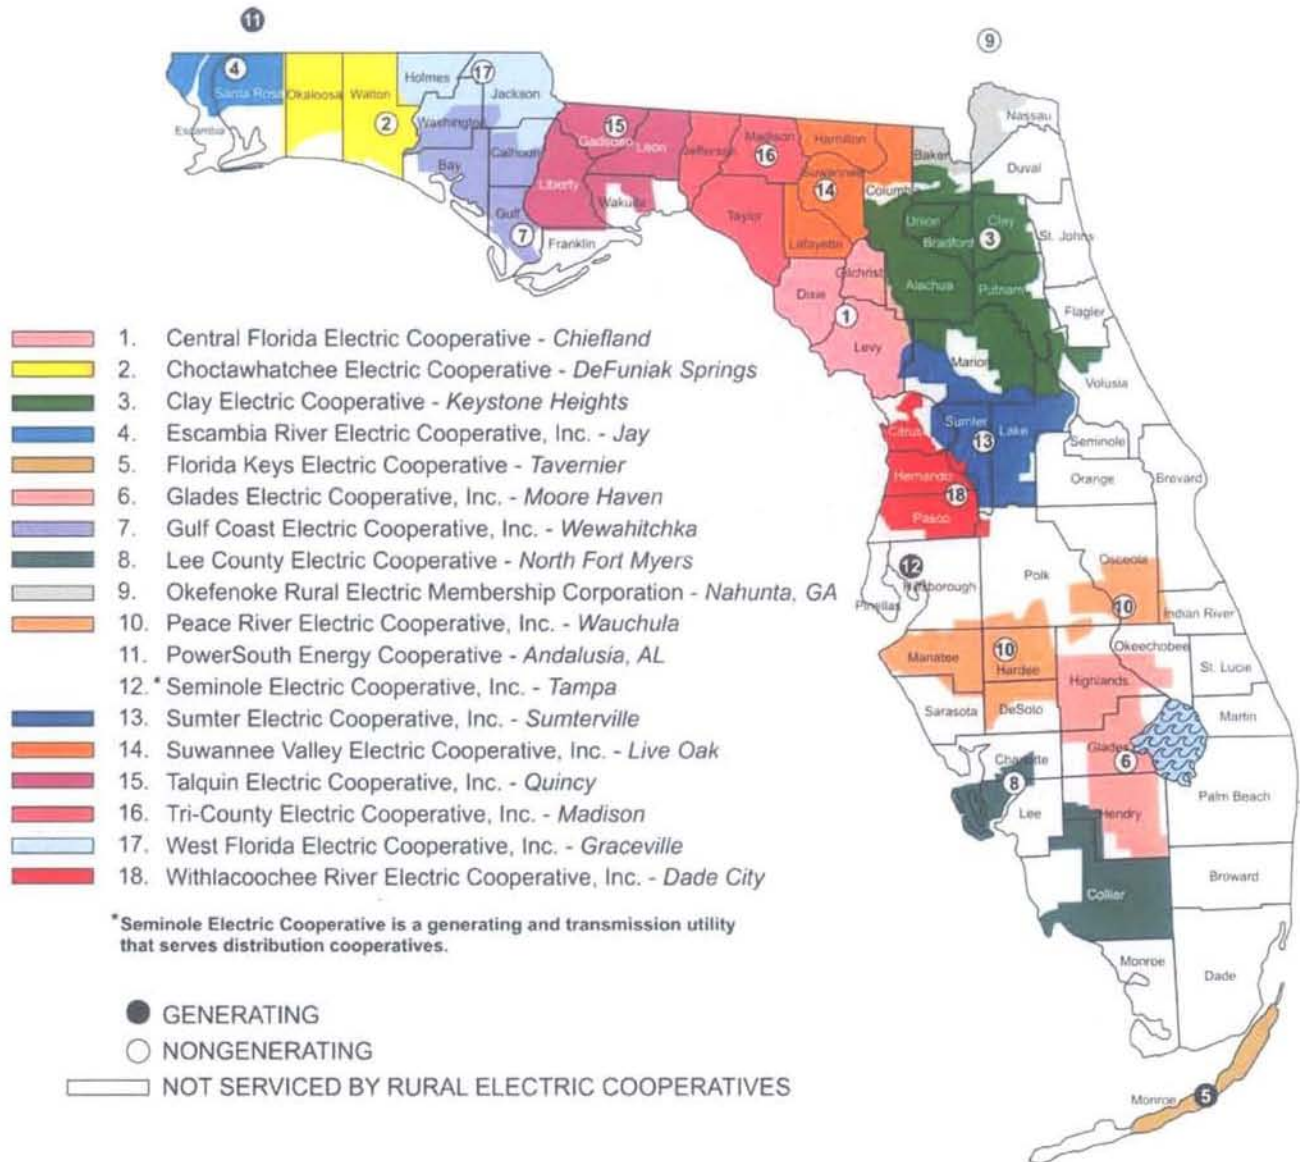 11
9
4
Santa Rosa
Okaloosa
Walton
Holmes
17
Jackson
Escambia
2
Washington
Bay
Calhoun
Gulf
7
Franklin
15
Gadsden
Leon
Liberty
Wakulla
Jefferson
Madison
16
Taylor
Hamilton
Suwannee
14
Lafayette
Columbia
Baker
Nassau
Duval
Union
Bradford
Clay
3
St. Johns
Alachua
Putnam
Flagler
Gilchrist
Dixie
1
Levy
Marion
Volusia
Citrus
Sumter
Lake
13
Seminole
Hernando
18
Pasco
Orange
Brevard
12
Hillsborough
Pinellas
Polk
Osceola
10
Indian River
Manatee
10
Hardee
Okeechobee
Highlands
St. Lucie
Sarasota
DeSoto
Martin
Charlotte
8
Glades
6
Lee
Hendry
Palm Beach
Collier
Broward
Monroe
Dade
Monroe
5
1. Central Florida Electric Cooperative - Chiefland
2. Choctawhatchee Electric Cooperative - DeFuniak Springs
3. Clay Electric Cooperative - Keystone Heights
4. Escambia River Electric Cooperative, Inc. - Jay
5. Florida Keys Electric Cooperative - Tavernier
6. Glades Electric Cooperative, Inc. - Moore Haven
7. Gulf Coast Electric Cooperative, Inc. - Wewahitchka
8. Lee County Electric Cooperative - North Fort Myers
9. Okefenoke Rural Electric Membership Corporation - Nahunta, GA
10. Peace River Electric Cooperative, Inc. - Wauchula
11. PowerSouth Energy Cooperative - Andalusia, AL
12.* Seminole Electric Cooperative, Inc. - Tampa
13. Sumter Electric Cooperative, Inc. - Sumterville
14. Suwannee Valley Electric Cooperative, Inc. - Live Oak
15. Talquin Electric Cooperative, Inc. - Quincy
16. Tri-County Electric Cooperative, Inc. - Madison
17. West Florida Electric Cooperative, Inc. - Graceville
18. Withlacoochee River Electric Cooperative, Inc. - Dade City
*Seminole Electric Cooperative is a generating and transmission utility
that serves distribution cooperatives.
GENERATING
NONGENERATING
NOT SERVICED BY RURAL ELECTRIC COOPERATIVES